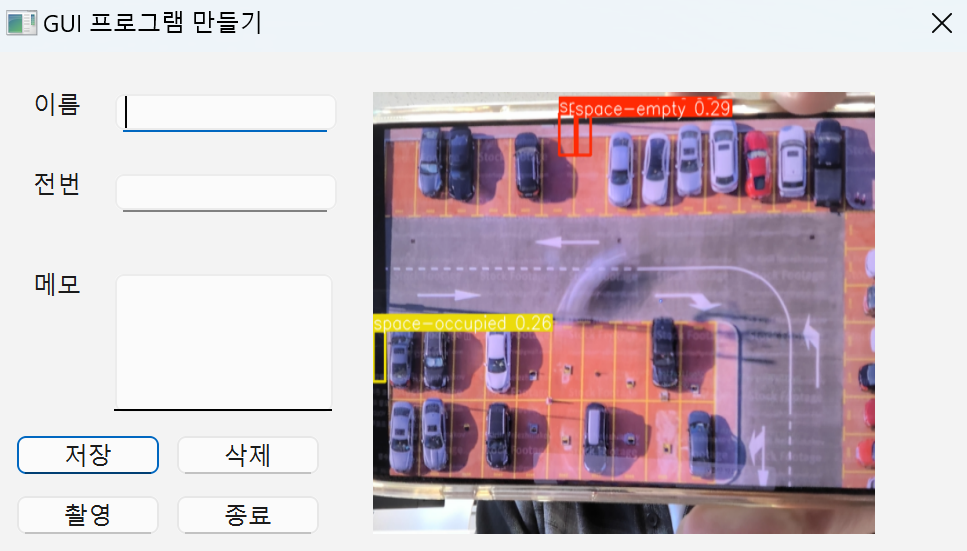 GUI 프로그램 만들기
이름
전번
메모
저장
삭제
촬영
종료
space-empty 0.29
space-occupied 0.26